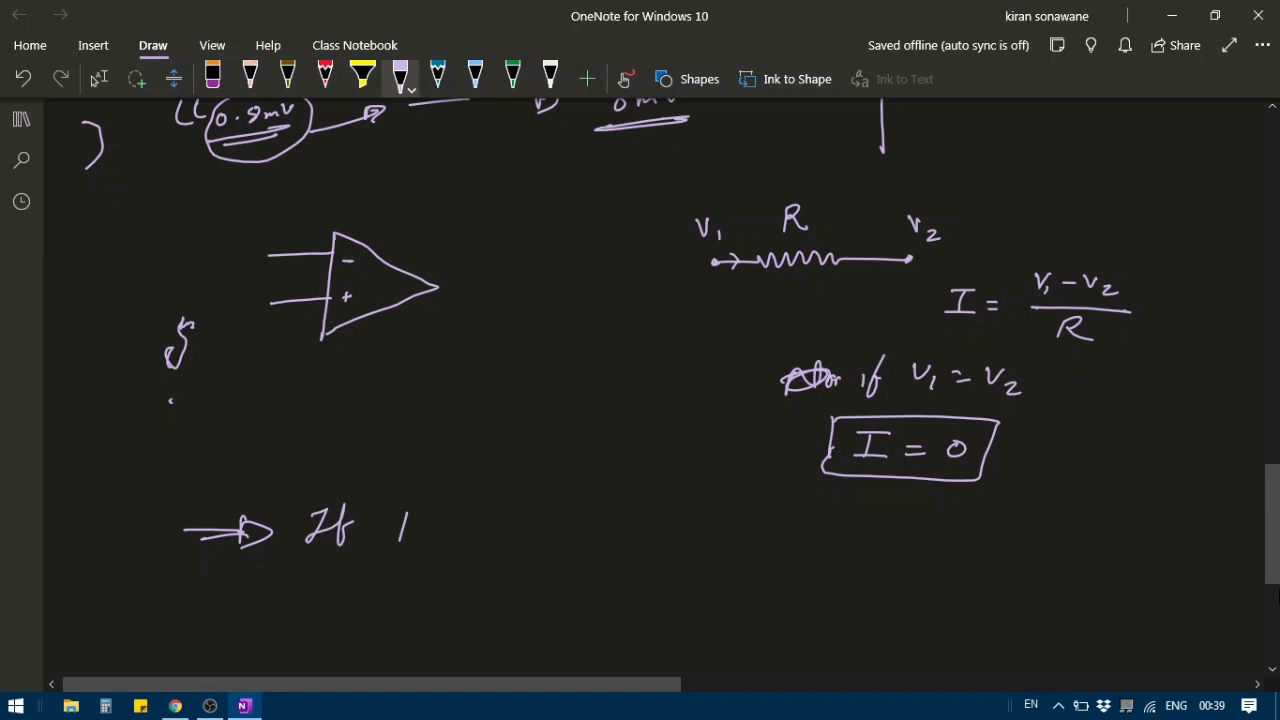 OneNote for Windows 10
kiran sonawane
Home Insert Draw View Help Class Notebook
Saved offline (auto sync is off)
Share
Shapes
Ink to Shape
Ink to Text
0.9mV
0 mV
V1 R V2
- 
+
I = V1 - V2 / R
if V1 = V2
I = 0
⇒ If
EN
ENG 00:39